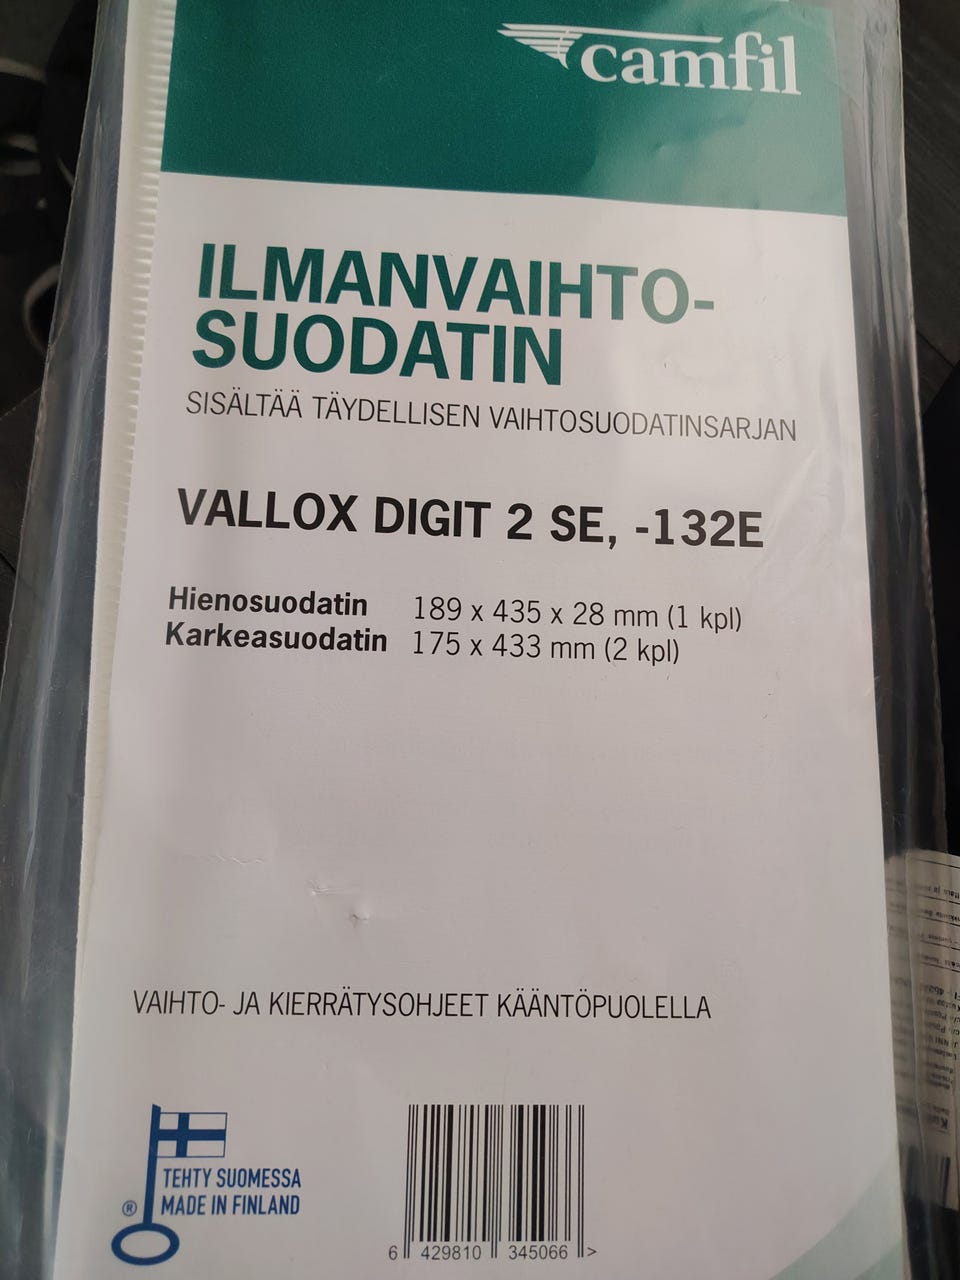 camfil
ILMANVAIHTO-
SUODATIN
SISÄLTÄÄ TÄYDELLISEN VAIHTOSUODATINSARJAN
VALLOX DIGIT 2 SE, -132E
Hienosuodatin 189 x 435 x 28 mm (1 kpl)
Karkeasuodatin 175 x 433 mm (2 kpl)
VAIHTO- JA KIERRÄTYSOHJEET KÄÄNTÖPUOLELLA
TEHTY SUOMESSA
® MADE IN FINLAND
6 429810 345066 >